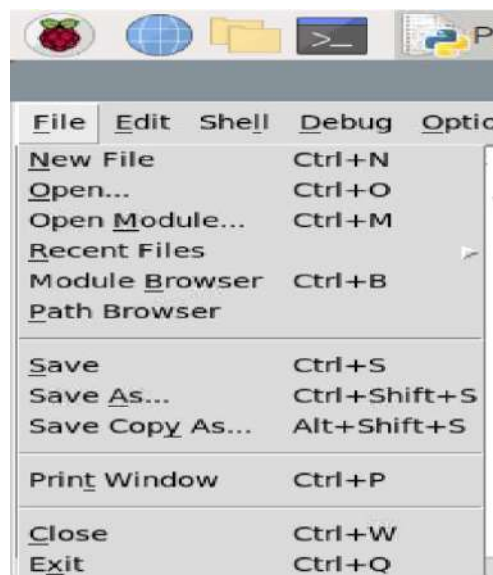 >_
P
File Edit Shell Debug Optic
New File Ctrl+N
Open... Ctrl+O
Open Module... Ctrl+M
Recent Files
Module Browser Ctrl+B
Path Browser
Save Ctrl+S
Save As... Ctrl+Shift+S
Save Copy As... Alt+Shift+S
Print Window Ctrl+P
Close Ctrl+W
Exit Ctrl+Q